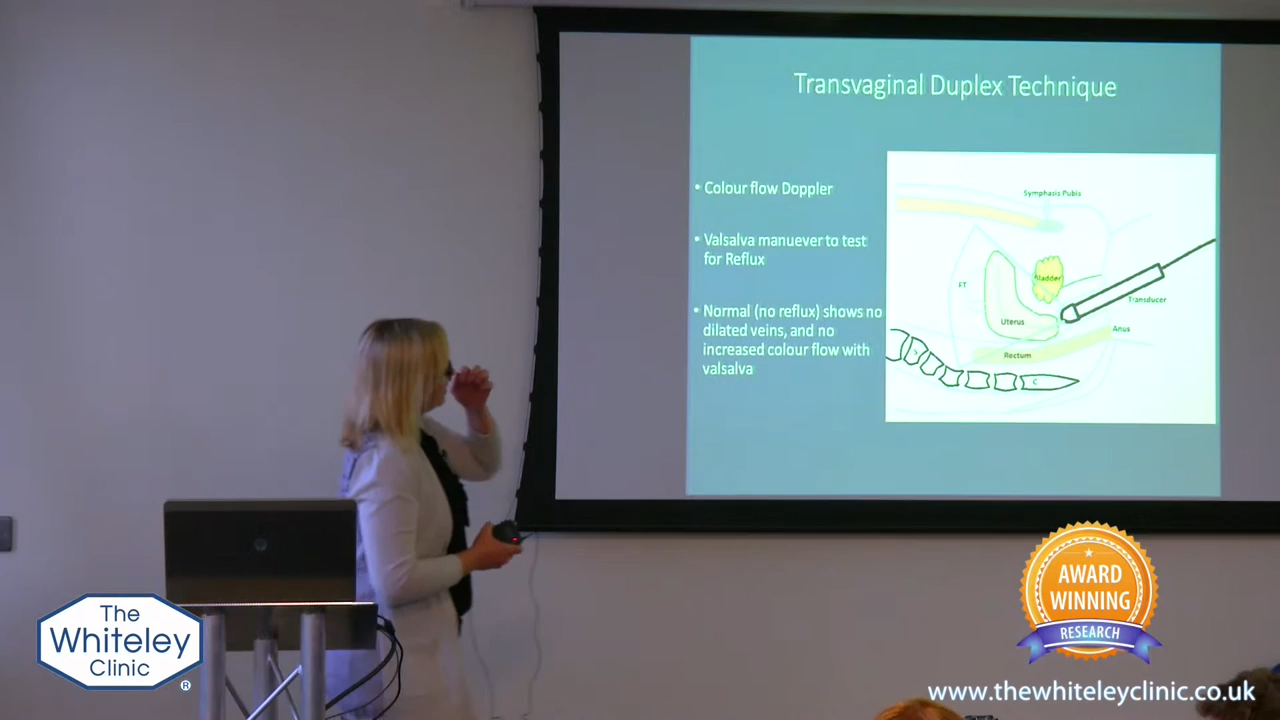 Transvaginal Duplex Technique
• Colour flow Doppler
• Valsalva manuever to test
for Reflux
• Normal (no reflux) shows no
dilated veins, and no
increased colour flow with
valsalva
Symphasis Pubis
Bladder
FT
Transducer
Uterus
Anus
Rectum
C
The
Whiteley
Clinic
®
AWARD
WINNING
RESEARCH
www.thewhiteleyclinic.co.uk